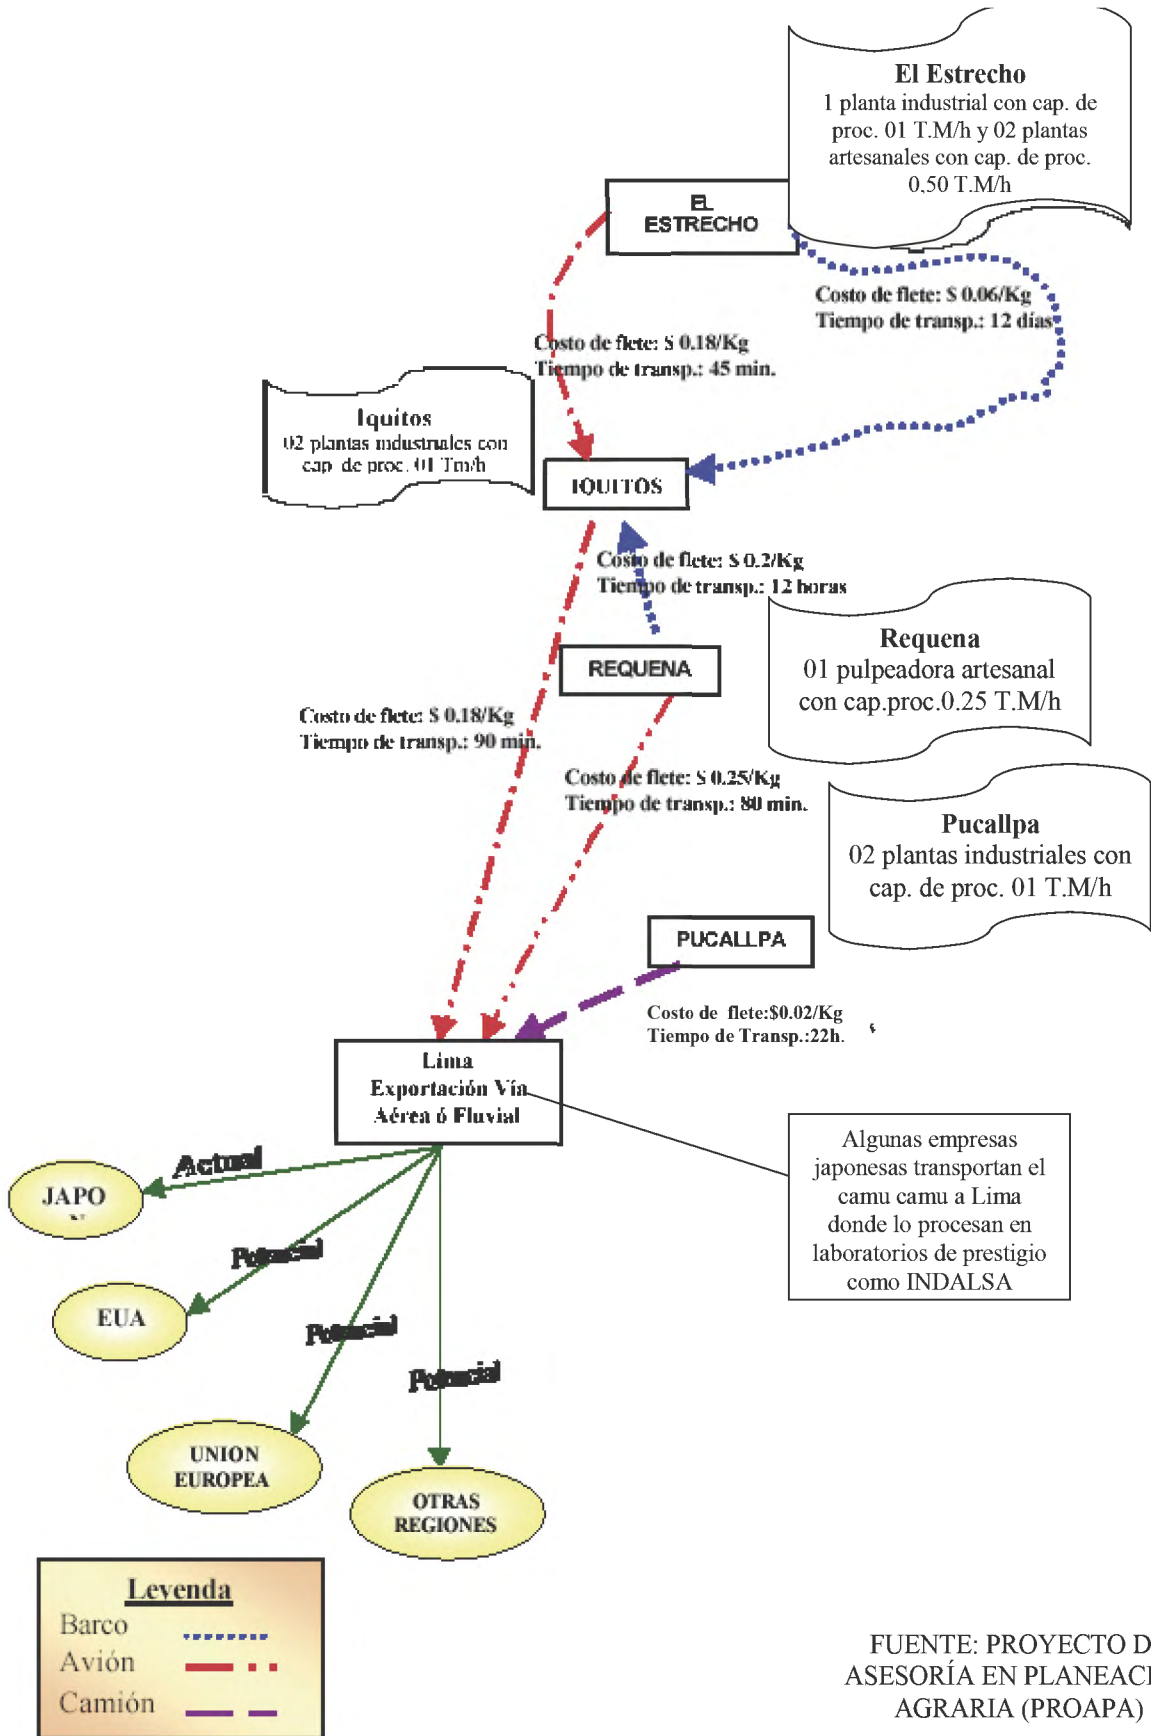 El Estrecho
1 planta industrial con cap. de
proc. 01 T.M/h y 02 plantas
artesanales con cap. de proc.
0,50 T.M/h
EL
ESTRECHO
Costo de flete: $ 0.06/Kg
Tiempo de transp.: 12 días
Costo de flete: $ 0.18/Kg
Tiempo de transp.: 45 min.
Iquitos
02 plantas industriales con
cap. de proc. 01 Tm/h
IQUITOS
Costo de flete: $ 0.2/Kg
Tiempo de transp.: 12 horas
Requena
01 pulpeadora artesanal
con cap.proc.0.25 T.M/h
REQUENA
Costo de flete: $ 0.18/Kg
Tiempo de transp.: 90 min.
Costo de flete: $ 0.25/Kg
Tiempo de transp.: 80 min.
Pucallpa
02 plantas industriales con
cap. de proc. 01 T.M/h
PUCALLPA
Costo de flete:$0.02/Kg
Tiempo de Transp.:22h.
Lima
Exportación Vía
Aérea ó Fluvial
Algunas empresas
japonesas transportan el
camu camu a Lima
donde lo procesan en
laboratorios de prestigio
como INDALSA
Actual
JAPO
Potencial
EUA
Potencial
Potencial
UNION
EUROPEA
OTRAS
REGIONES
Leyenda
Barco
Avión
Camión
FUENTE: PROYECTO D
ASESORÍA EN PLANEACI
AGRARIA (PROAPA)